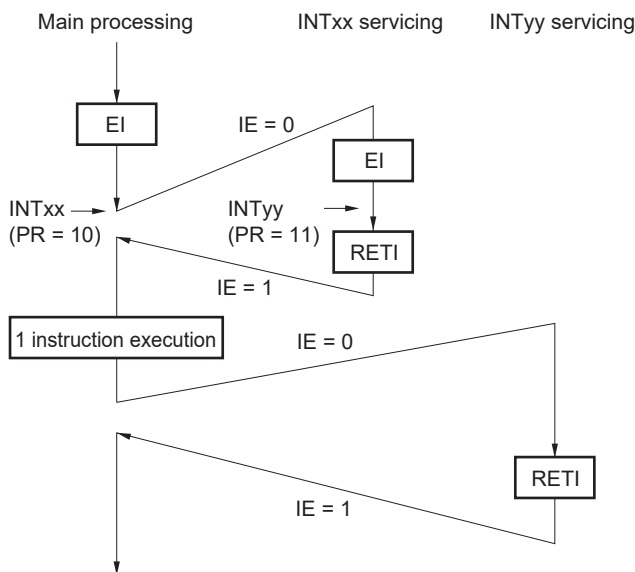 Main processing
INTxx servicing
INTyy servicing
EI
IE = 0
EI
INTxx
(PR = 10)
INTyy
(PR = 11)
RETI
IE = 1
1 instruction execution
IE = 0
RETI
IE = 1